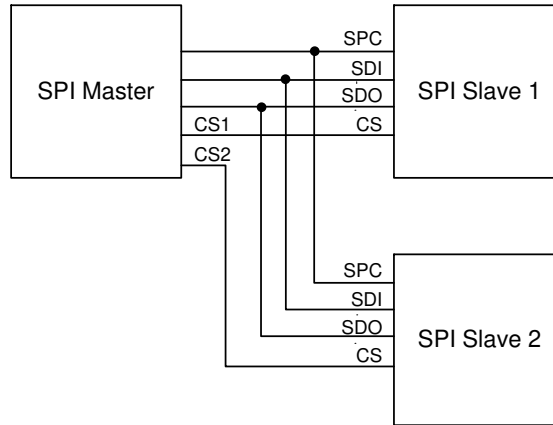 SPC
SDI
SPI Master
SDO
SPI Slave 1
CS1
CS
CS2
SPC
SDI
SDO
SPI Slave 2
CS